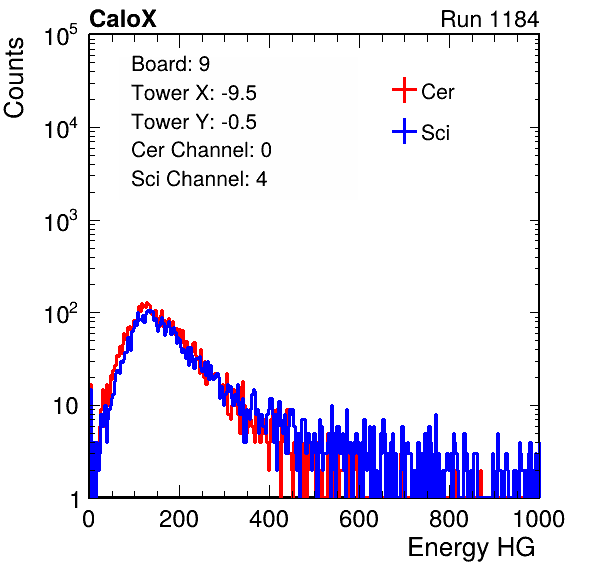 CaloX Run 1184
Counts
10^5
10^4
10^3
10^2
10
1
Board: 9
Tower X: -9.5
Tower Y: -0.5
Cer Channel: 0
Sci Channel: 4
Cer
Sci
0 200 400 600 800 1000
Energy HG